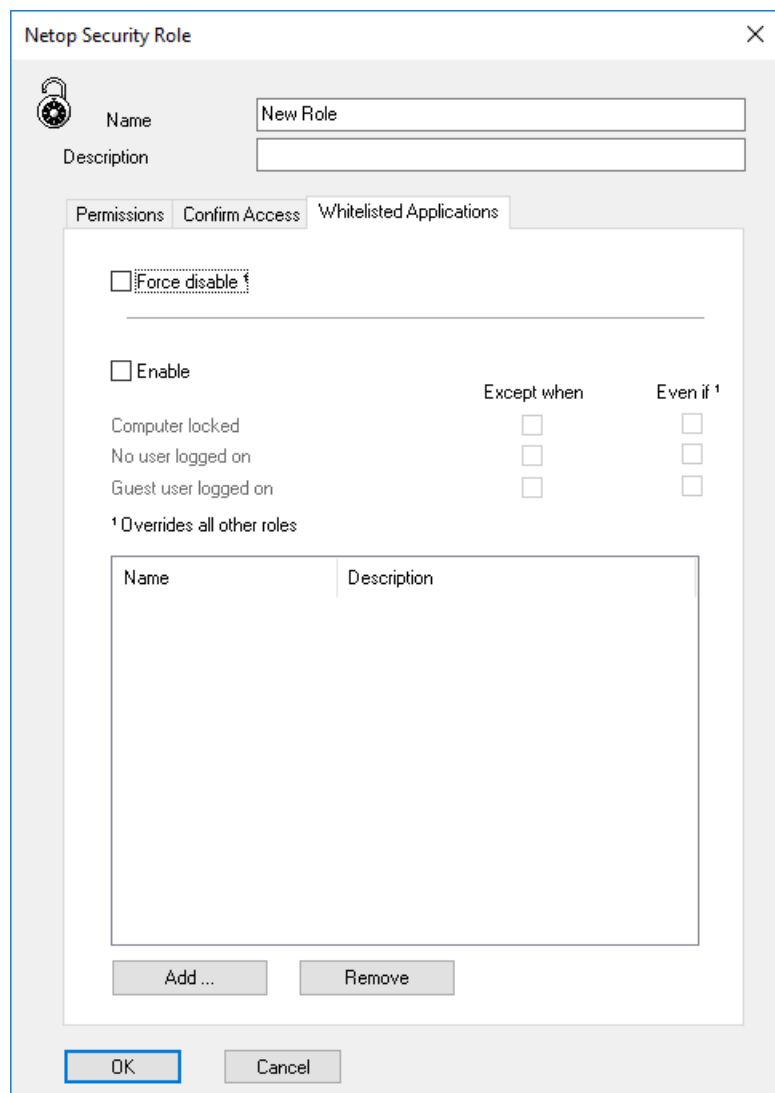 Netop Security Role
Name New Role
Description
Permissions Confirm Access Whitelisted Applications
Force disable ¹
Enable
Except when Even if ¹
Computer locked
No user logged on
Guest user logged on
¹ Overrides all other roles
Name Description
Add ... Remove
OK Cancel